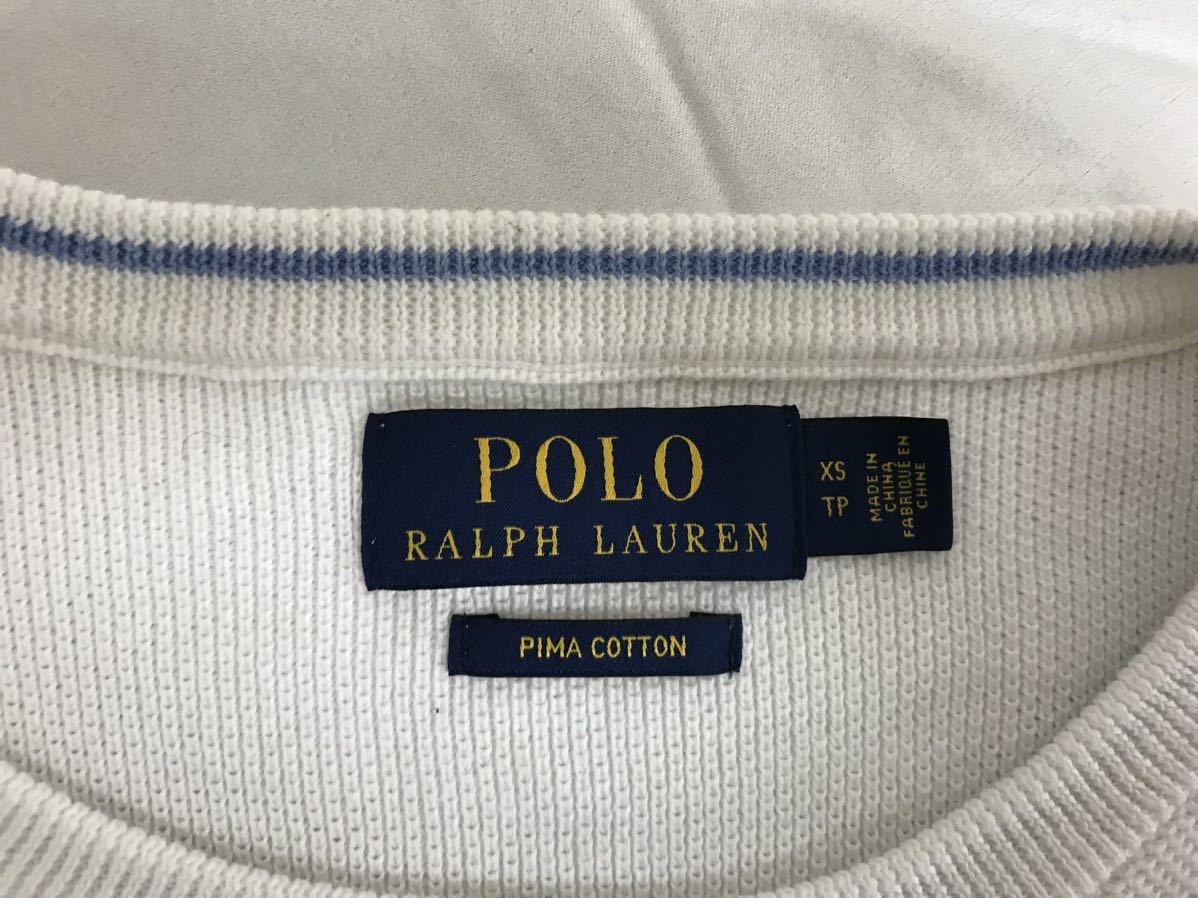 POLO
RALPH LAUREN
XS
TP
MADE IN
CHINA
FABRIQUÉ EN
CHINE
PIMA COTTON